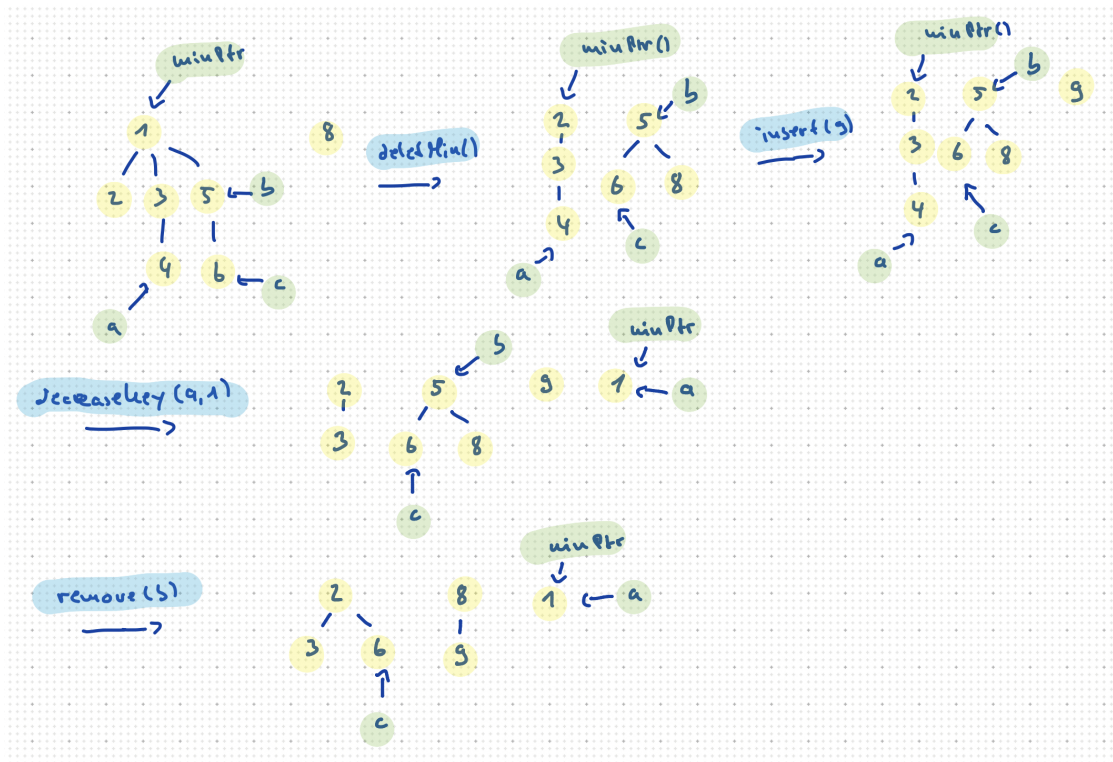 minPtr
1 8
2 3 5 b
4 6 c
a
deleteMin()
minPtr()
2 5 b
3
6 8
4 c
a
insert(9)
minPtr()
2 5 b 9
3 6 8
4 c
a
decreaseKey(a,1)
minPtr
b
2 5 9 1 a
3 6 8
c
remove(b)
minPtr
2 8 1 a
3 6 9
c